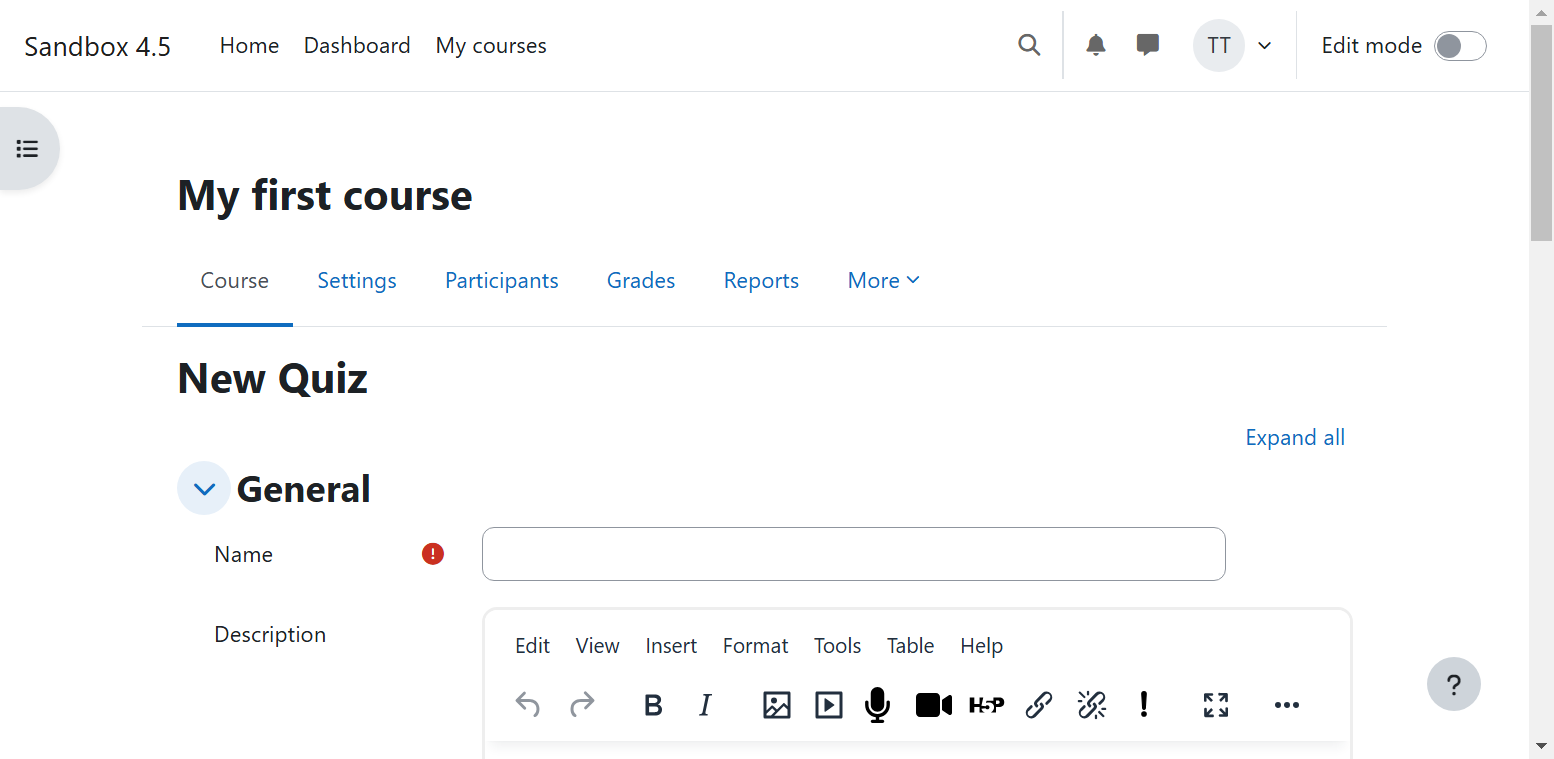 Sandbox 4.5 Home Dashboard My courses TT Edit mode
My first course
Course Settings Participants Grades Reports More
New Quiz
Expand all
General
Name
Description
Edit View Insert Format Tools Table Help
B I H5P ! ...
?